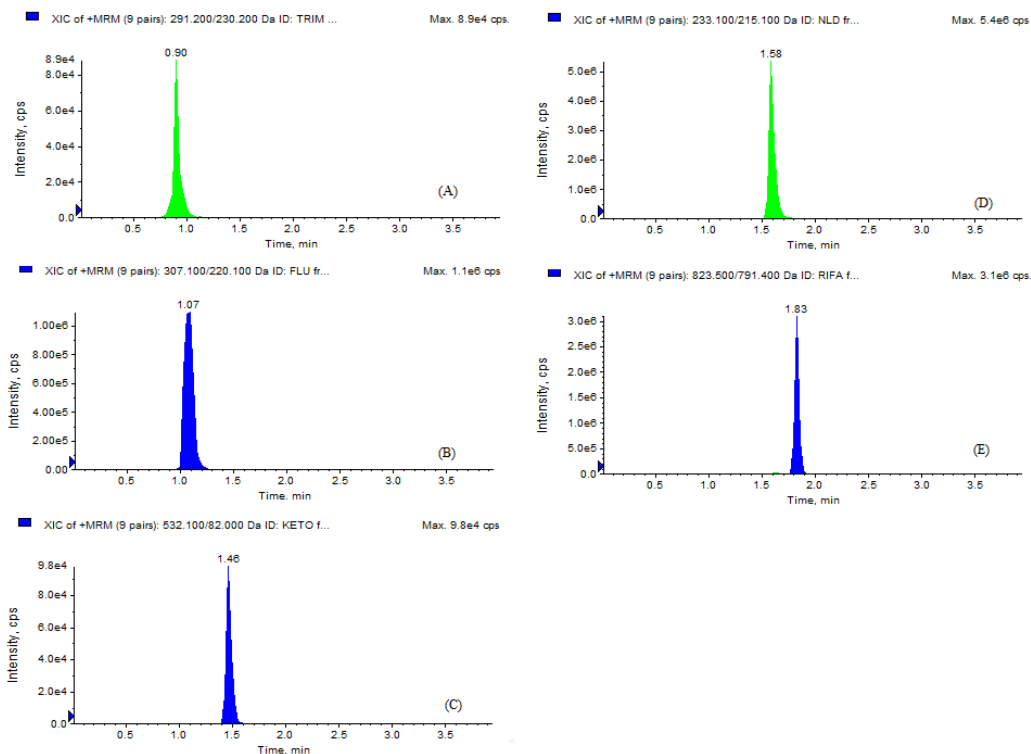 XIC of +MRM (9 pairs): 291.200/230.200 Da ID: TRIM ... Max. 8.9e4 cps.
0.90
8.9e4
8.0e4
6.0e4
4.0e4
2.0e4
0.0
Intensity, cps
(A)
0.5 1.0 1.5 2.0 2.5 3.0 3.5
Time, min
XIC of +MRM (9 pairs): 307.100/220.100 Da ID: FLU fr... Max. 1.1e6 cps
1.07
1.00e6
8.00e5
6.00e5
4.00e5
2.00e5
0.00
Intensity, cps
(B)
0.5 1.0 1.5 2.0 2.5 3.0 3.5
Time, min
XIC of +MRM (9 pairs): 532.100/82.000 Da ID: KETO f... Max. 9.8e4 cps.
1.46
9.8e4
8.0e4
6.0e4
4.0e4
2.0e4
0.0
Intensity, cps
(C)
0.5 1.0 1.5 2.0 2.5 3.0 3.5
Time, min
XIC of +MRM (9 pairs): 233.100/215.100 Da ID: NLD fr... Max. 5.4e6 cps
1.58
5.0e6
4.0e6
3.0e6
2.0e6
1.0e6
0.0
Intensity, cps
(D)
0.5 1.0 1.5 2.0 2.5 3.0 3.5
Time, min
XIC of +MRM (9 pairs): 823.500/791.400 Da ID: RIFA f... Max. 3.1e6 cps
1.83
3.0e6
2.5e6
2.0e6
1.5e6
1.0e6
5.0e5
0.0
Intensity, cps
(E)
0.5 1.0 1.5 2.0 2.5 3.0 3.5
Time, min